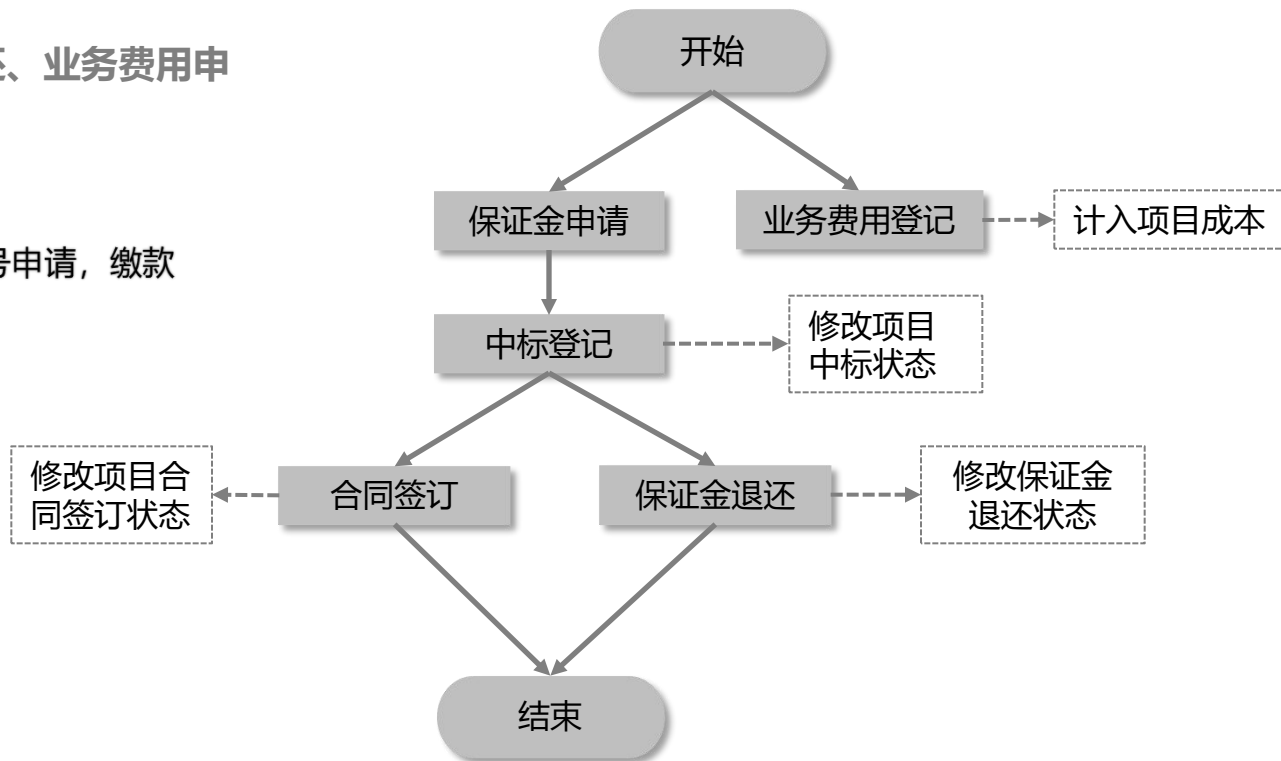 、业务费用申
开始
保证金申请
业务费用登记
计入项目成本
号申请，缴款
中标登记
修改项目
中标状态
修改项目合
同签订状态
合同签订
保证金退还
修改保证金
退还状态
结束